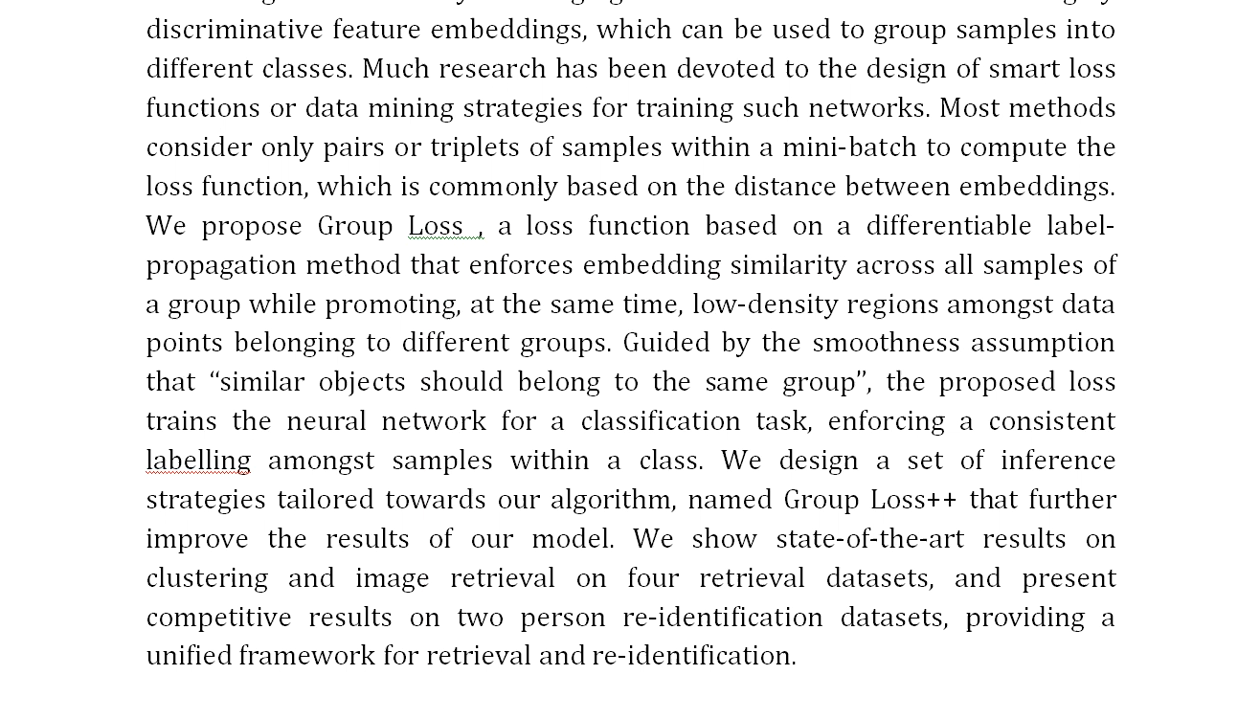 discriminative feature embeddings, which can be used to group samples into
different classes. Much research has been devoted to the design of smart loss
functions or data mining strategies for training such networks. Most methods
consider only pairs or triplets of samples within a mini-batch to compute the
loss function, which is commonly based on the distance between embeddings.
We propose Group Loss , a loss function based on a differentiable label-
propagation method that enforces embedding similarity across all samples of
a group while promoting, at the same time, low-density regions amongst data
points belonging to different groups. Guided by the smoothness assumption
that “similar objects should belong to the same group”, the proposed loss
trains the neural network for a classification task, enforcing a consistent
labelling amongst samples within a class. We design a set of inference
strategies tailored towards our algorithm, named Group Loss++ that further
improve the results of our model. We show state-of-the-art results on
clustering and image retrieval on four retrieval datasets, and present
competitive results on two person re-identification datasets, providing a
unified framework for retrieval and re-identification.